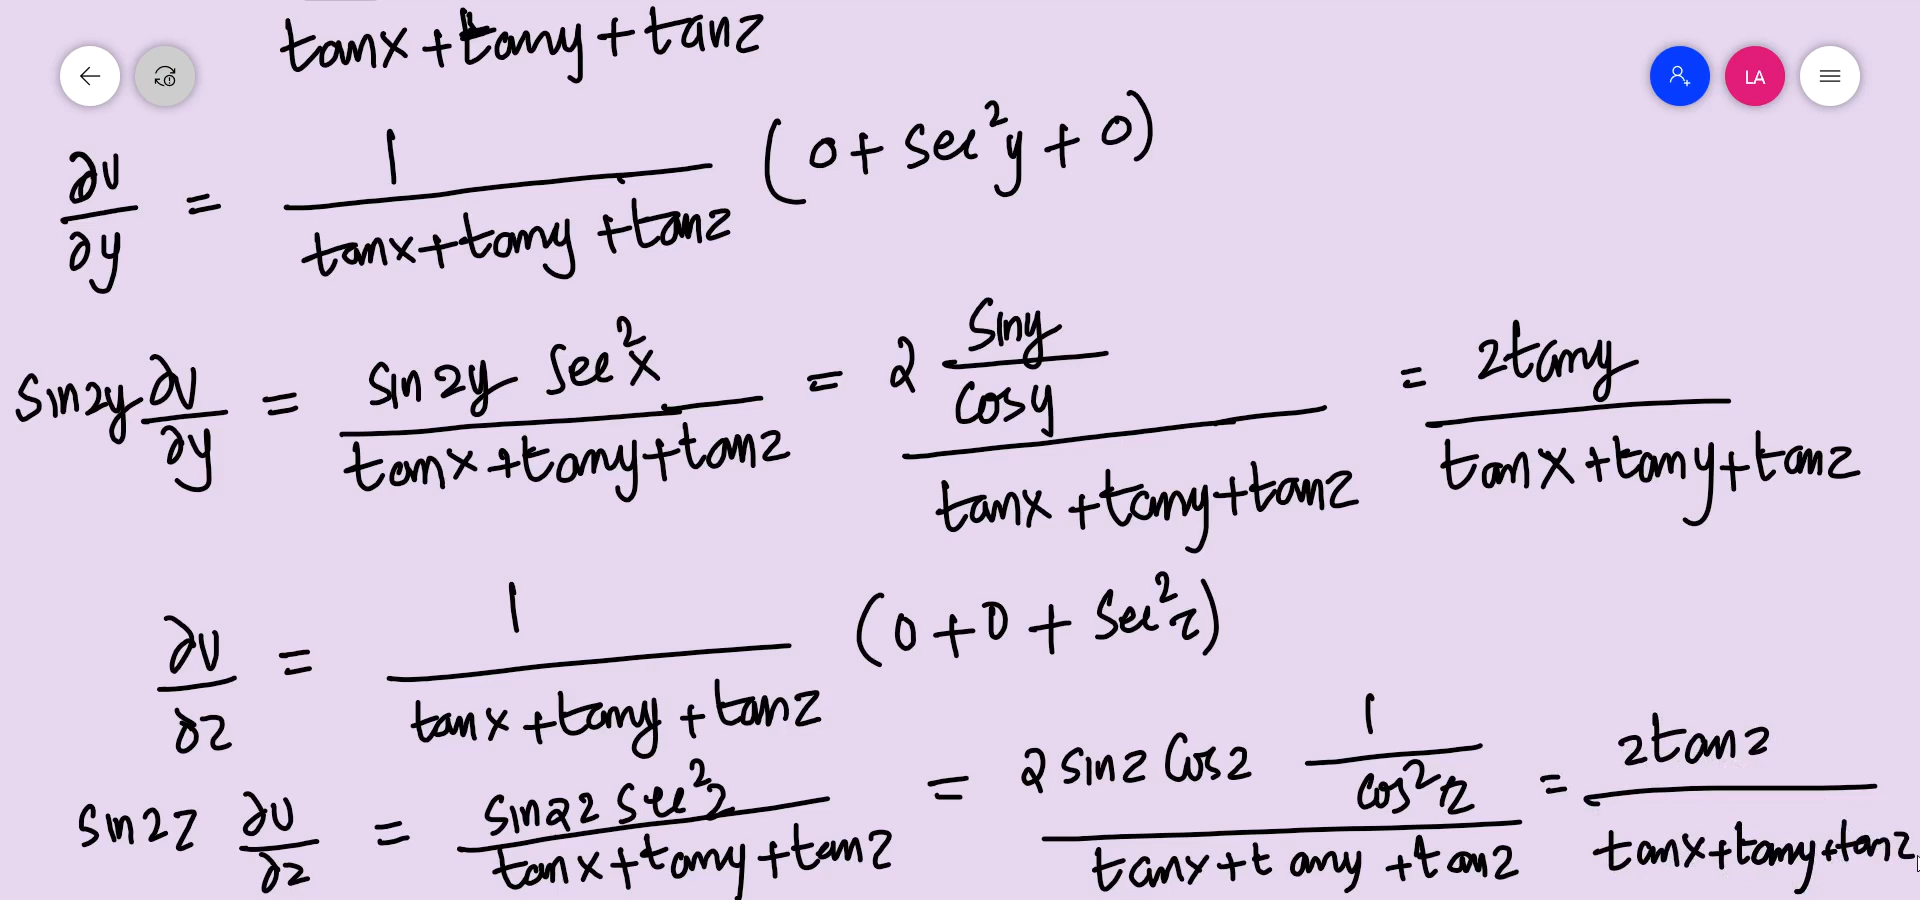 tanx + tany + tanz
LA
∂u/∂y = 1/(tanx + tany + tanz) (0 + sec²y + 0)
sin2y ∂u/∂y = (sin2y sec²x)/(tanx + tany + tanz) = (2 siny/cosy)/(tanx + tany + tanz) = 2tany/(tanx + tany + tanz)
∂u/∂z = 1/(tanx + tany + tanz) (0 + 0 + sec²z)
sin2z ∂u/∂z = (sin2z sec²z)/(tanx + tany + tanz) = (2 sinz cosz 1/cos²z)/(tanx + tany + tanz) = 2tanz/(tanx + tany + tanz)